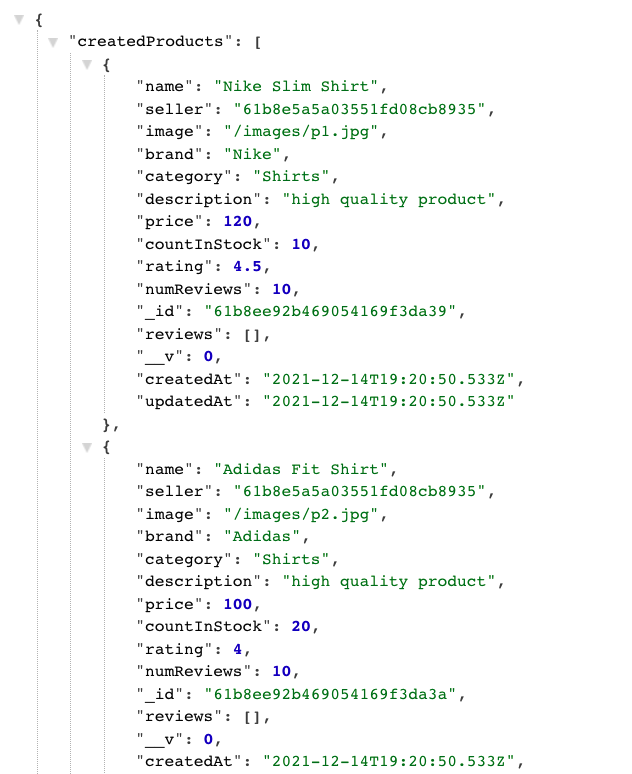 {
"createdProducts": [
{
"name": "Nike Slim Shirt",
"seller": "61b8e5a5a03551fd08cb8935",
"image": "/images/p1.jpg",
"brand": "Nike",
"category": "Shirts",
"description": "high quality product",
"price": 120,
"countInStock": 10,
"rating": 4.5,
"numReviews": 10,
"_id": "61b8ee92b469054169f3da39",
"reviews": [],
"__v": 0,
"createdAt": "2021-12-14T19:20:50.533Z",
"updatedAt": "2021-12-14T19:20:50.533Z"
},
{
"name": "Adidas Fit Shirt",
"seller": "61b8e5a5a03551fd08cb8935",
"image": "/images/p2.jpg",
"brand": "Adidas",
"category": "Shirts",
"description": "high quality product",
"price": 100,
"countInStock": 20,
"rating": 4,
"numReviews": 10,
"_id": "61b8ee92b469054169f3da3a",
"reviews": [],
"__v": 0,
"createdAt": "2021-12-14T19:20:50.533Z",